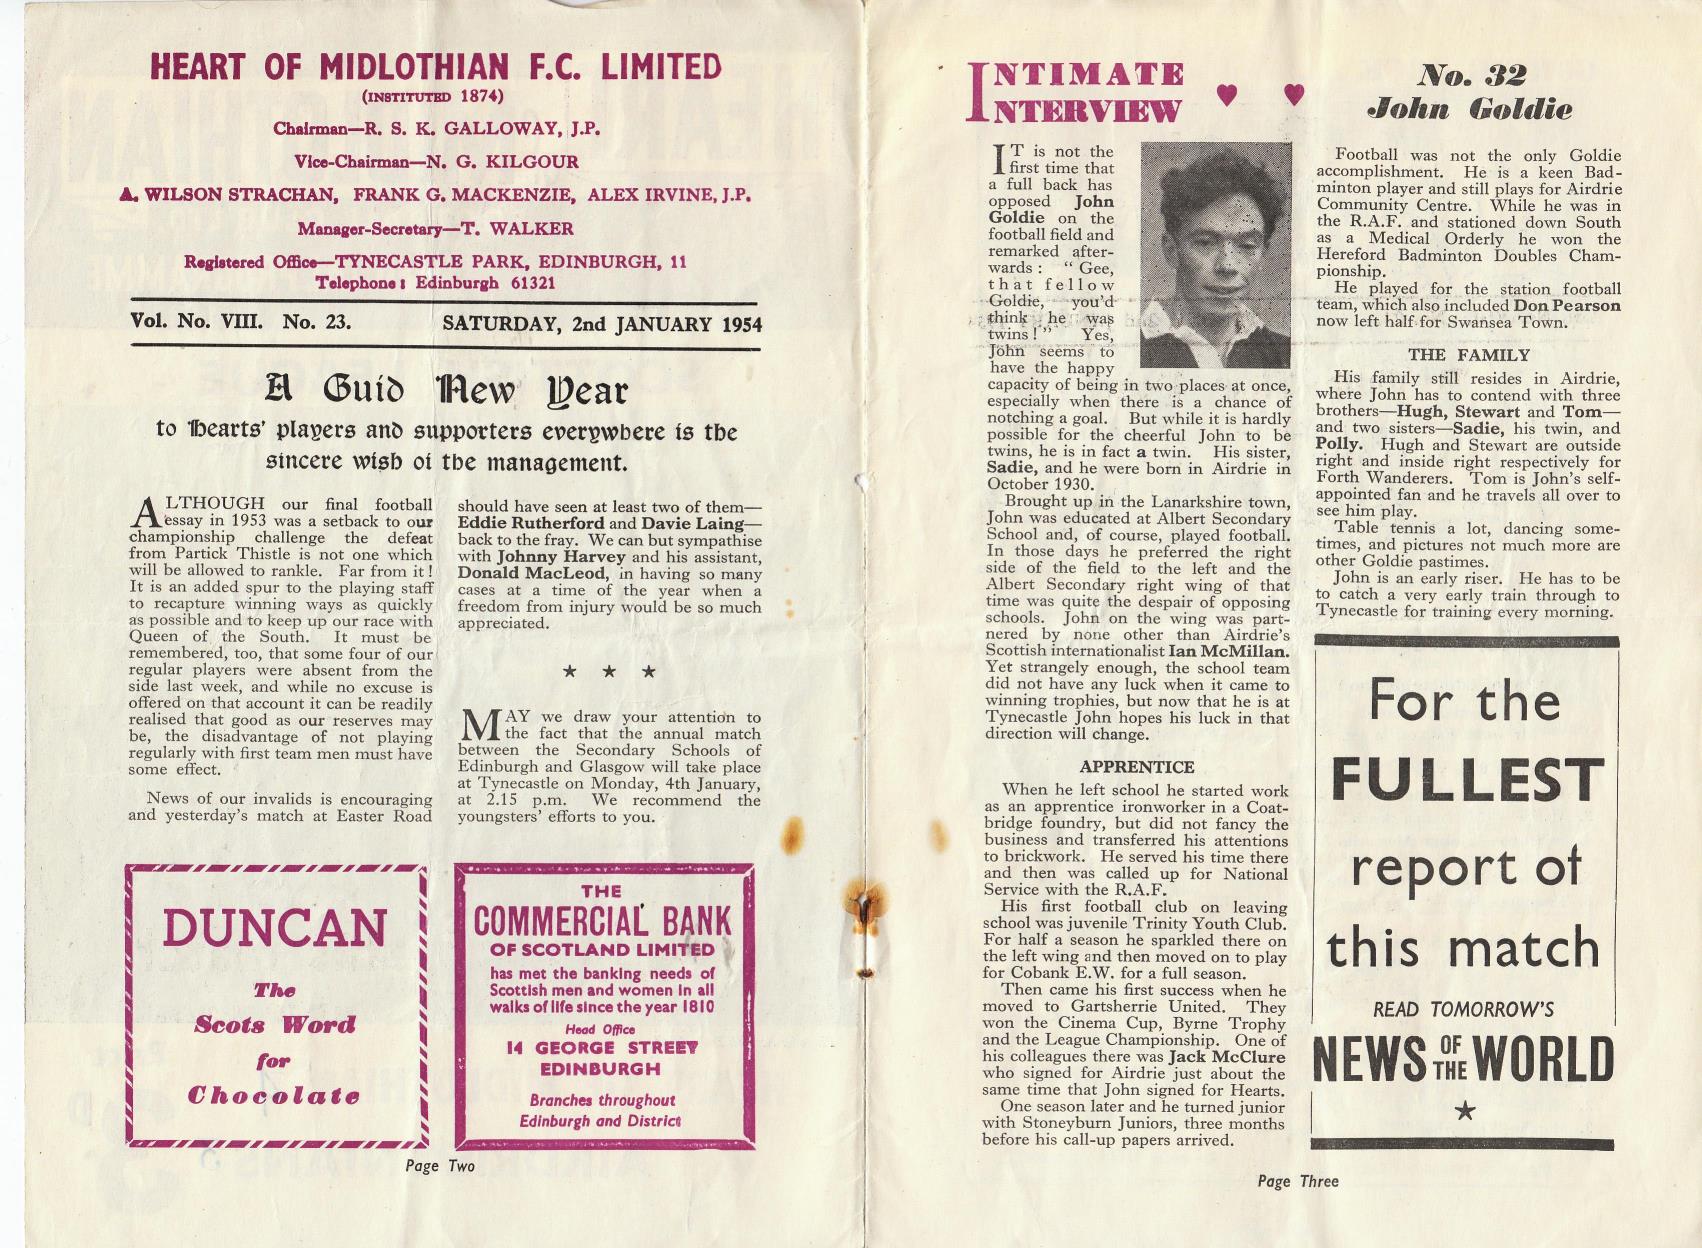 HEART OF MIDLOTHIAN F.C. LIMITED
(INSTITUTED 1874)
Chairman—R. S. K. GALLOWAY, J.P.
Vice-Chairman—N. G. KILGOUR
A. WILSON STRACHAN, FRANK G. MACKENZIE, ALEX IRVINE, J.P.
Manager-Secretary—T. WALKER
Registered Office—TYNECASTLE PARK, EDINBURGH, 11
Telephone: Edinburgh 61321
Vol. No. VIII. No. 23. SATURDAY, 2nd JANUARY 1954
A Guid New Year
to Hearts' players and supporters everywhere is the
sincere wish of the management.
ALTHOUGH our final football
essay in 1953 was a setback to our
championship challenge the defeat
from Partick Thistle is not one which
will be allowed to rankle. Far from it!
It is an added spur to the playing staff
to recapture winning ways as quickly
as possible and to keep up our race with
Queen of the South. It must be
remembered, too, that some four of our
regular players were absent from the
side last week, and while no excuse is
offered on that account it can be readily
realised that good as our reserves may
be, the disadvantage of not playing
regularly with first team men must have
some effect.
News of our invalids is encouraging
and yesterday's match at Easter Road
should have seen at least two of them—
Eddie Rutherford and Davie Laing—
back to the fray. We can but sympathise
with Johnny Harvey and his assistant,
Donald MacLeod, in having so many
cases at a time of the year when a
freedom from injury would be so much
appreciated.
★ ★ ★
MAY we draw your attention to
the fact that the annual match
between the Secondary Schools of
Edinburgh and Glasgow will take place
at Tynecastle on Monday, 4th January,
at 2.15 p.m. We recommend the
youngsters' efforts to you.
DUNCAN
The
Scots Word
for
Chocolate
THE
COMMERCIAL BANK
OF SCOTLAND LIMITED
has met the banking needs of
Scottish men and women in all
walks of life since the year 1810
Head Office
14 GEORGE STREET
EDINBURGH
Branches throughout
Edinburgh and District
Page Two
INTIMATE
INTERVIEW
No. 32
John Goldie
IT is not the
first time that
a full back has
opposed John
Goldie on the
football field and
remarked after-
wards: "Gee,
that fellow
Goldie, you'd
think he was
twins!" Yes,
John seems to
have the happy
capacity of being in two places at once,
especially when there is a chance of
notching a goal. But while it is hardly
possible for the cheerful John to be
twins, he is in fact a twin. His sister,
Sadie, and he were born in Airdrie in
October 1930.
Brought up in the Lanarkshire town,
John was educated at Albert Secondary
School and, of course, played football.
In those days he preferred the right
side of the field to the left and the
Albert Secondary right wing of that
time was quite the despair of opposing
schools. John on the wing was part-
nered by none other than Airdrie's
Scottish internationalist Ian McMillan.
Yet strangely enough, the school team
did not have any luck when it came to
winning trophies, but now that he is at
Tynecastle John hopes his luck in that
direction will change.
APPRENTICE
When he left school he started work
as an apprentice ironworker in a Coat-
bridge foundry, but did not fancy the
business and transferred his attentions
to brickwork. He served his time there
and then was called up for National
Service with the R.A.F.
His first football club on leaving
school was juvenile Trinity Youth Club.
For half a season he sparkled there on
the left wing and then moved on to play
for Cobank E.W. for a full season.
Then came his first success when he
moved to Gartsherrie United. They
won the Cinema Cup, Byrne Trophy
and the League Championship. One of
his colleagues there was Jack McClure
who signed for Airdrie just about the
same time that John signed for Hearts.
One season later and he turned junior
with Stoneyburn Juniors, three months
before his call-up papers arrived.
Football was not the only Goldie
accomplishment. He is a keen Bad-
minton player and still plays for Airdrie
Community Centre. While he was in
the R.A.F. and stationed down South
as a Medical Orderly he won the
Hereford Badminton Doubles Cham-
pionship.
He played for the station football
team, which also included Don Pearson
now left half for Swansea Town.
THE FAMILY
His family still resides in Airdrie,
where John has to contend with three
brothers—Hugh, Stewart and Tom—
and two sisters—Sadie, his twin, and
Polly. Hugh and Stewart are outside
right and inside right respectively for
Forth Wanderers. Tom is John's self-
appointed fan and he travels all over to
see him play.
Table tennis a lot, dancing some-
times, and pictures not much more are
other Goldie pastimes.
John is an early riser. He has to be
to catch a very early train through to
Tynecastle for training every morning.
For the
FULLEST
report of
this match
READ TOMORROW'S
NEWS OF THE WORLD
★
Page Three